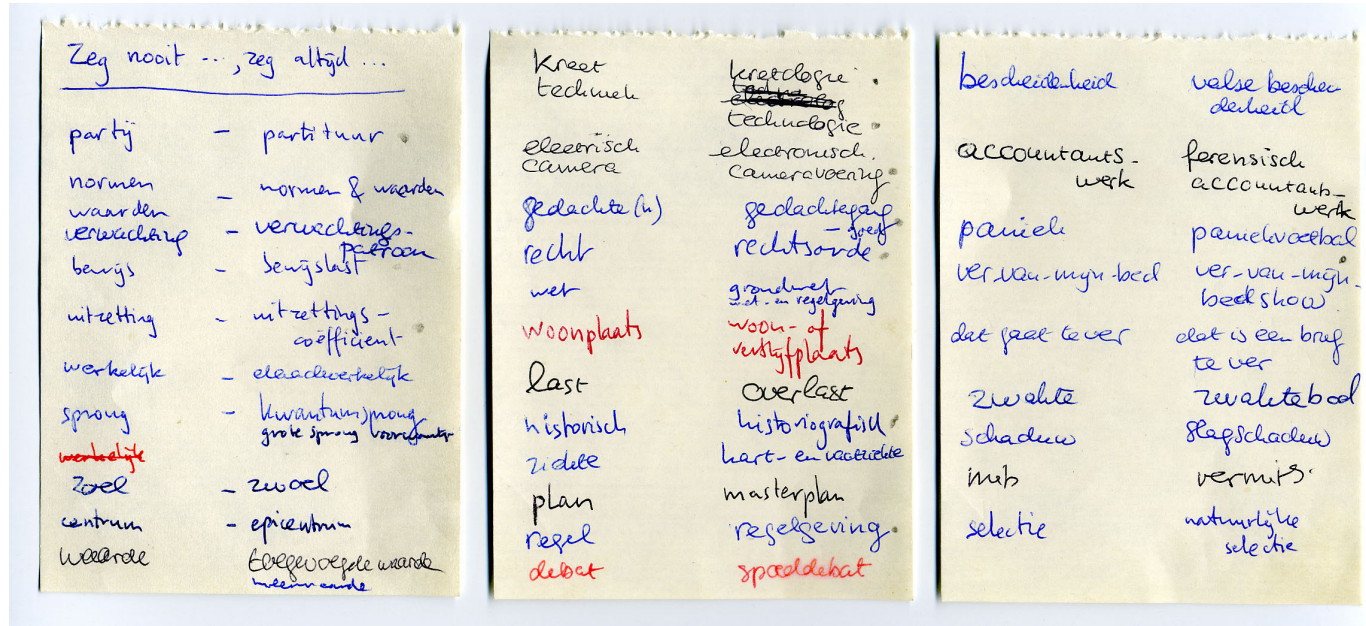 Zeg nooit ..., zeg altijd ...
partij - partituur
normen - normen & waarden
waarden
verwachting - verwachtings-
patroon
bewijs - bewijslast
uitzetting - uitzettings-
coëfficient
werkelijk - daadwerkelijk
sprong - kwantumsprong
grote sprong voorwaarts
werkelijk
zoel - zwoel
centrum - epicentrum
waarde toegevoegde waarde
meerwaarde
kreet kretologie
techniek
technologie
electrisch electronisch.
camera cameravoering
gedachte(n) gedachtegang
- goed
recht rechtsorde
wet grondwet
wet- en regelgeving
woonplaats woon- of
verblijfplaats
last overlast
historisch historiografisch
ziekte hart- en vaatziekte
plan masterplan
regel regelgeving
debat spoeddebat
bescheidenheid valse beschei
denheid
accountants- forensisch
werk accountants-
werk
paniek paniekvoetbal
ver-van-mijn-bed ver-van-mijn-
bedshow
dat gaat te ver dat is een brug
te ver
zwakte zwaktebod
schaduw slagschaduw
mits vermits
selectie natuurlijke
selectie